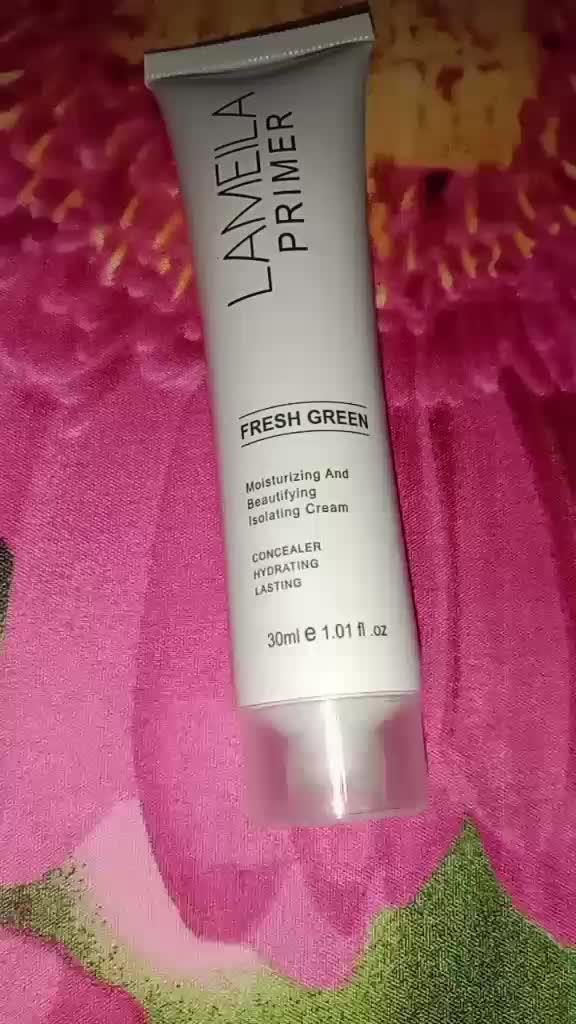 LAMEILA
PRIMER
FRESH GREEN
Moisturizing And
Beautifying
Isolating Cream
CONCEALER
HYDRATING
LASTING
30ml e 1.01 fl .oz